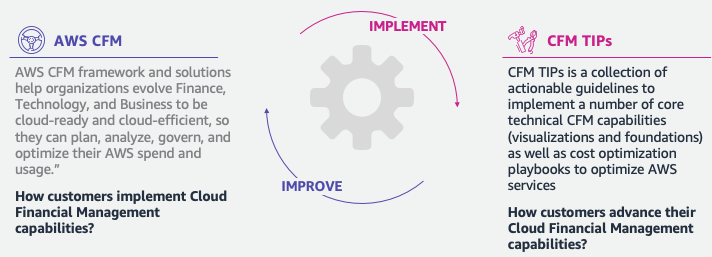 AWS CFM
AWS CFM framework and solutions
help organizations evolve Finance,
Technology, and Business to be
cloud-ready and cloud-efficient, so
they can plan, analyze, govern, and
optimize their AWS spend and
usage.”
How customers implement Cloud
Financial Management
capabilities?
IMPLEMENT
IMPROVE
CFM TIPs
CFM TIPs is a collection of
actionable guidelines to
implement a number of core
technical CFM capabilities
(visualizations and foundations)
as well as cost optimization
playbooks to optimize AWS
services
How customers advance their
Cloud Financial Management
capabilities?